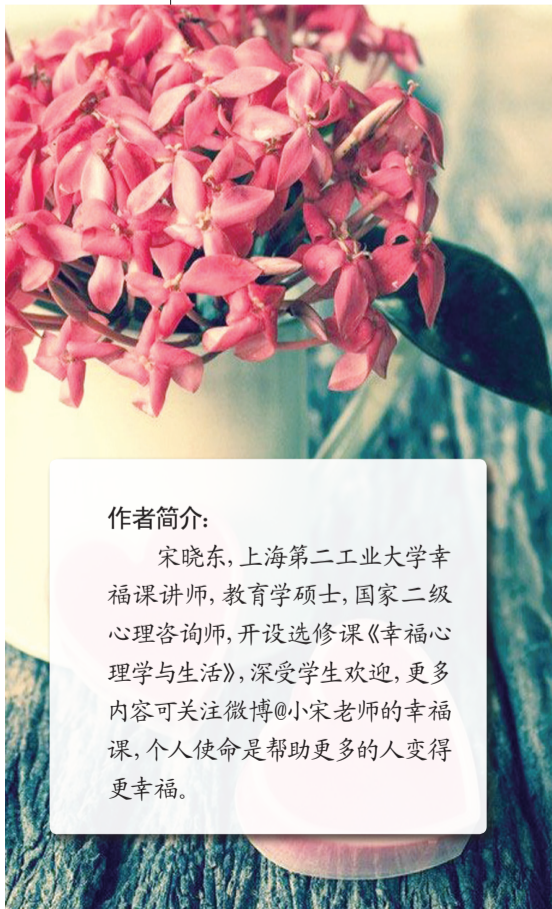 作者简介:
宋晓东,上海第二工业大学幸
福课讲师,教育学硕士,国家二级
心理咨询师,开设选修课《幸福心
理学与生活》,深受学生欢迎,更多
内容可关注微博@小宋老师的幸福
课,个人使命是帮助更多的人变得
更幸福。